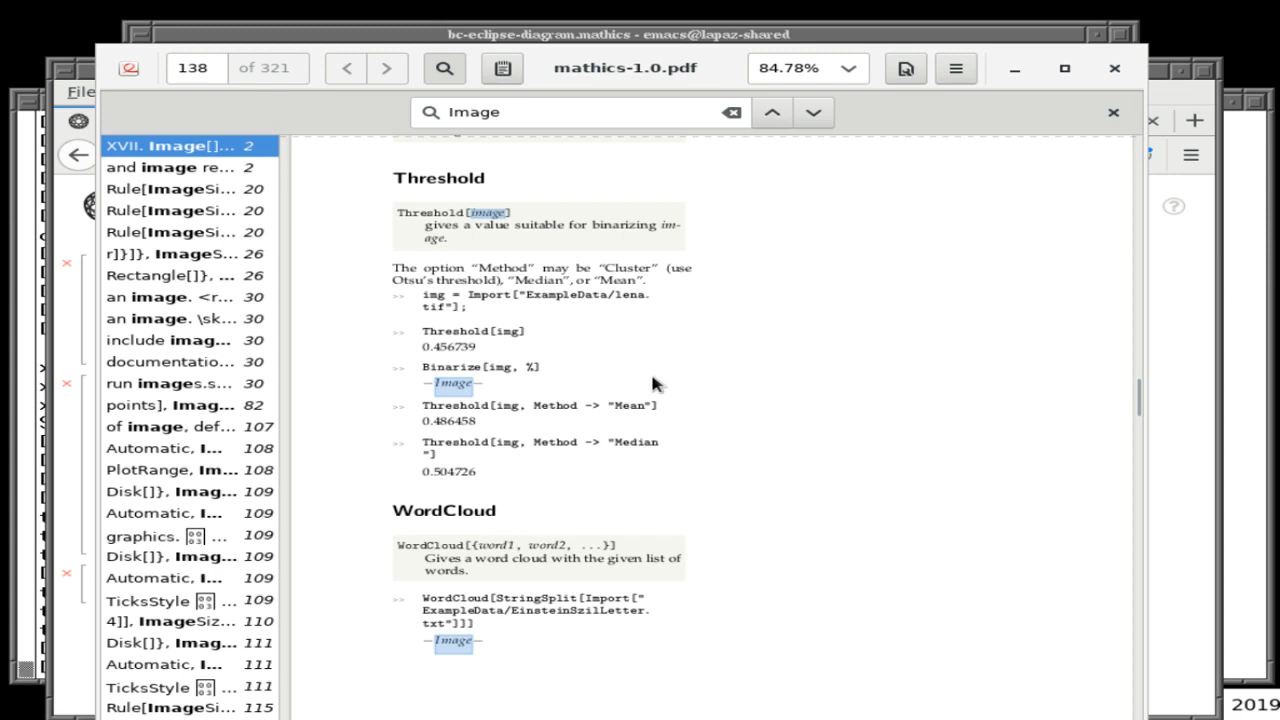 bc-eclipse-diagram.mathics - emacs@lapaz-shared
138 of 321
mathics-1.0.pdf
84.78%
File
Image
XVII. Image[]... 2
and image re... 2
Rule[ImageSi... 20
Rule[ImageSi... 20
Rule[ImageSi... 20
r]}]}, ImageS... 26
Rectangle[]}, ... 26
an image. <r... 30
an image. \sk... 30
include imag... 30
documentatio... 30
run images.s... 30
points], Imag... 82
of image, def... 107
Automatic, I... 108
PlotRange, Im... 108
Disk[]}, Imag... 109
Automatic, I... 109
graphics. ... 109
Disk[]}, Imag... 109
Automatic, I... 109
TicksStyle ... 109
4]], ImageSiz... 110
Disk[]}, Imag... 111
Automatic, I... 111
TicksStyle ... 111
Rule[ImageSi... 115
Threshold
Threshold[image]
gives a value suitable for binarizing im-
age.
The option “Method” may be “Cluster” (use
Otsu’s threshold), “Median”, or “Mean”.
>> img = Import["ExampleData/lena.
tif"];
>> Threshold[img]
0.456739
>> Binarize[img, %]
—Image—
>> Threshold[img, Method -> "Mean"]
0.486458
>> Threshold[img, Method -> "Median
"]
0.504726
WordCloud
WordCloud[{word1, word2, ...}]
Gives a word cloud with the given list of
words.
>> WordCloud[StringSplit[Import["
ExampleData/EinsteinSzilLetter.
txt"]]]
—Image—
2019